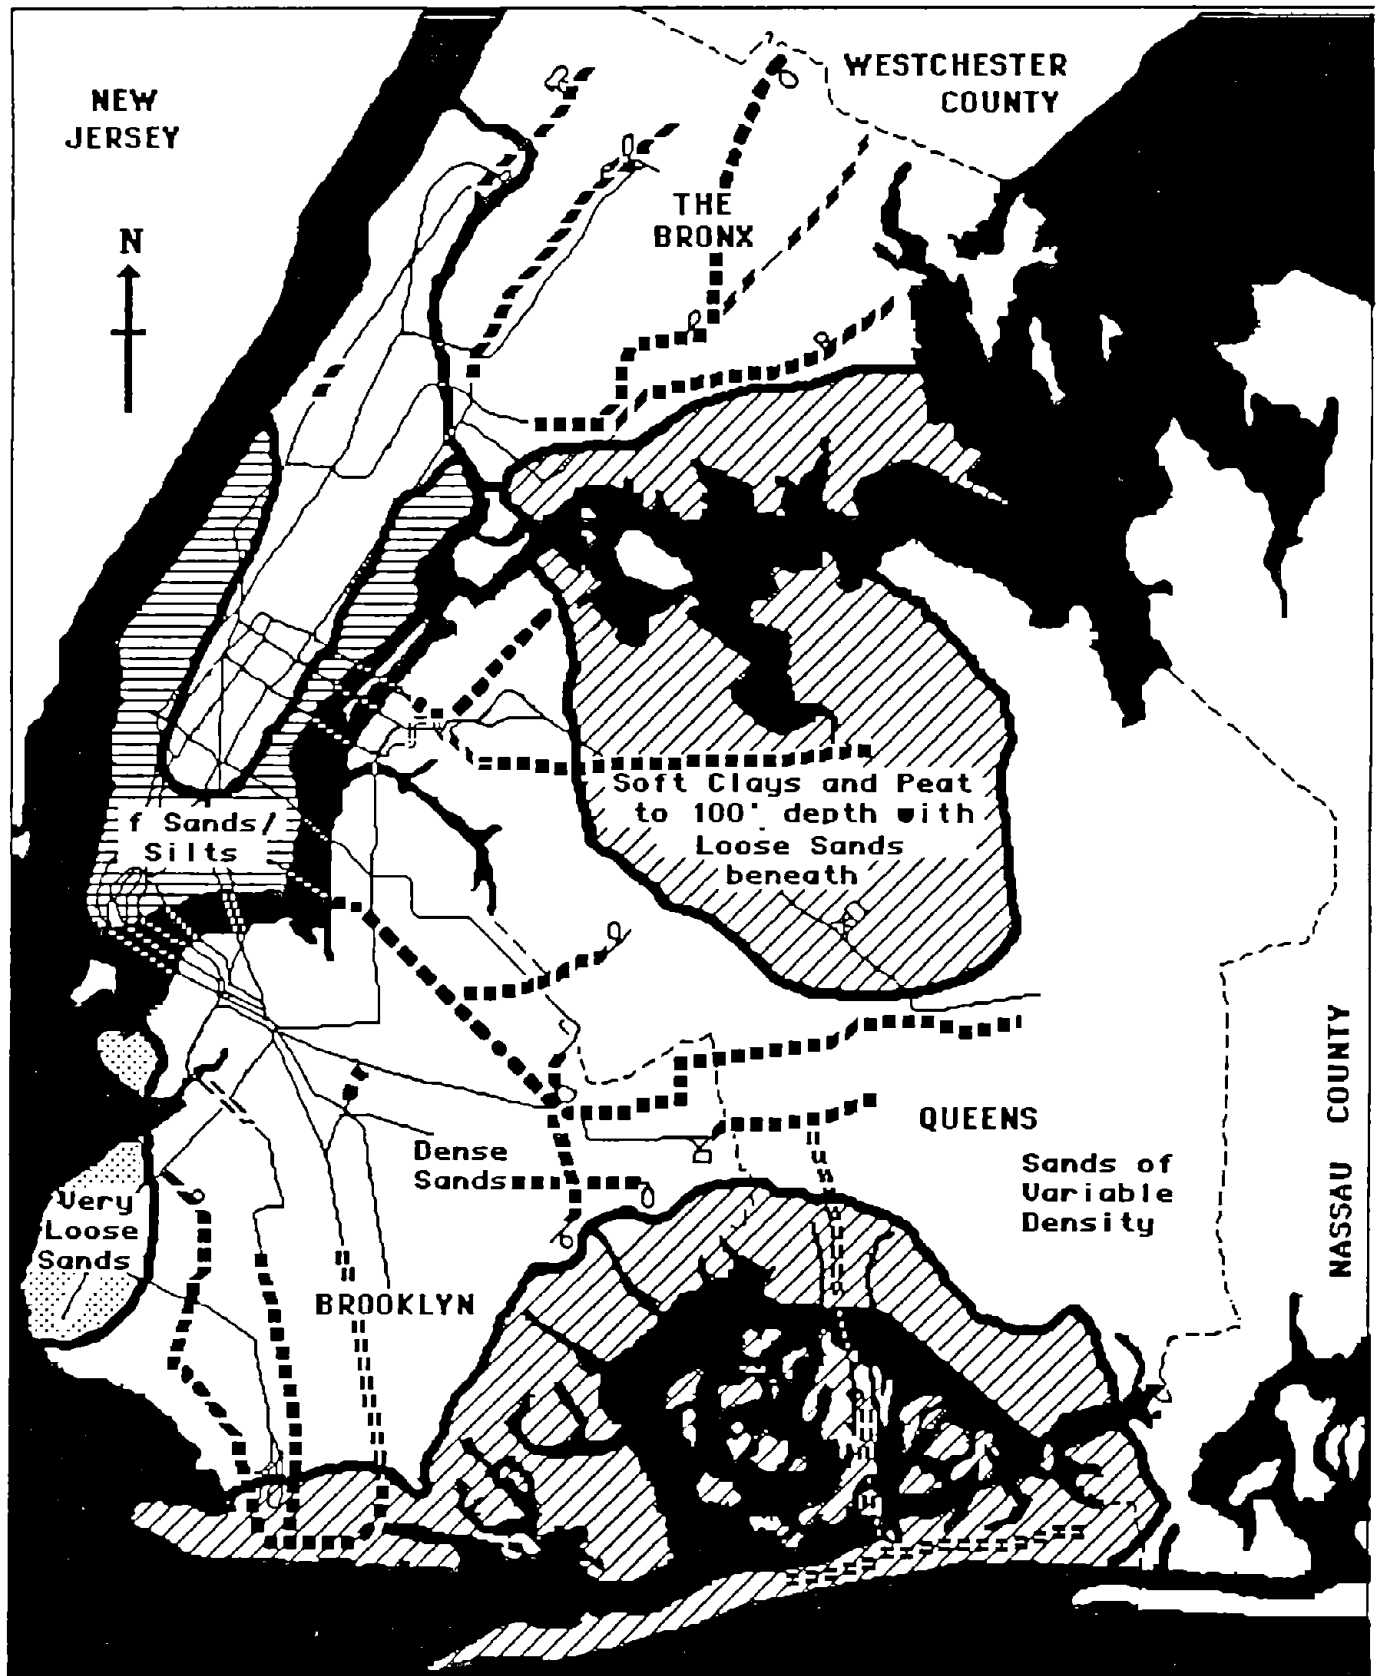 NEW
JERSEY
WESTCHESTER
COUNTY
N
THE
BRONX
Soft Clays and Peat
to 100' depth with
Loose Sands
beneath
f Sands/
Silts
QUEENS
Dense
Sands
Sands of
Variable
Density
Very
Loose
Sands
BROOKLYN
NASSAU COUNTY